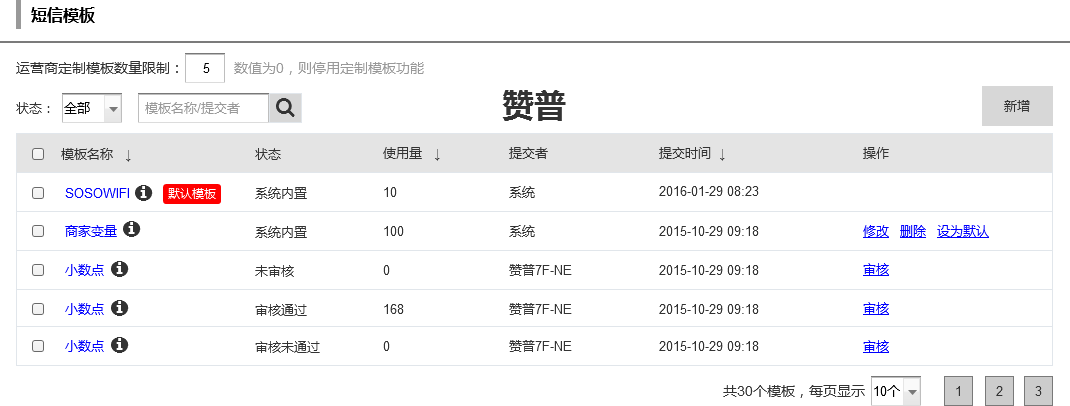 短信模板
运营商定制模板数量限制： 5 数值为0，则停用定制模板功能
状态： 全部 模板名称/提交者 赞普 新增
模板名称 ↓ 状态 使用量 ↓ 提交者 提交时间 ↓ 操作
SOSOWIFI 默认模板 系统内置 10 系统 2016-01-29 08:23
商家变量 系统内置 100 系统 2015-10-29 09:18 修改 删除 设为默认
小数点 未审核 0 赞普7F-NE 2015-10-29 09:18 审核
小数点 审核通过 168 赞普7F-NE 2015-10-29 09:18 审核
小数点 审核未通过 0 赞普7F-NE 2015-10-29 09:18 审核
共30个模板，每页显示 10个 1 2 3